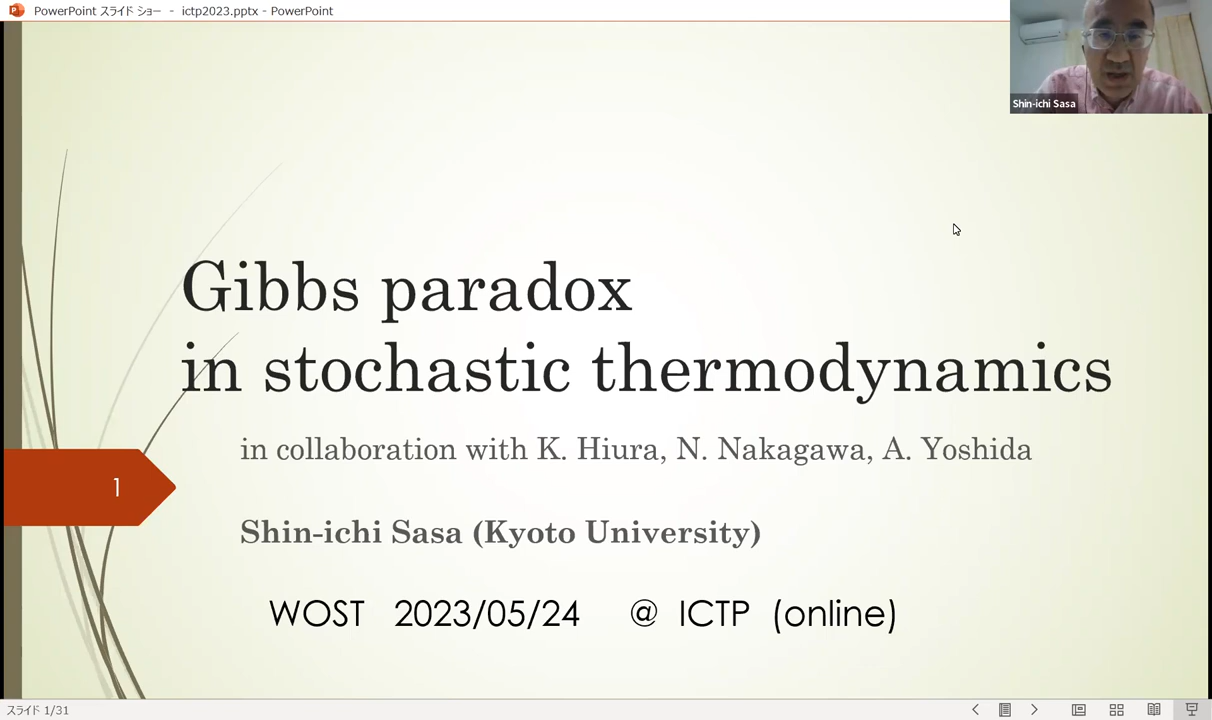 PowerPoint スライド ショー - ictp2023.pptx - PowerPoint
Shin-ichi Sasa
Gibbs paradox
in stochastic thermodynamics
in collaboration with K. Hiura, N. Nakagawa, A. Yoshida
1
Shin-ichi Sasa (Kyoto University)
WOST 2023/05/24 @ ICTP (online)
スライド 1/31